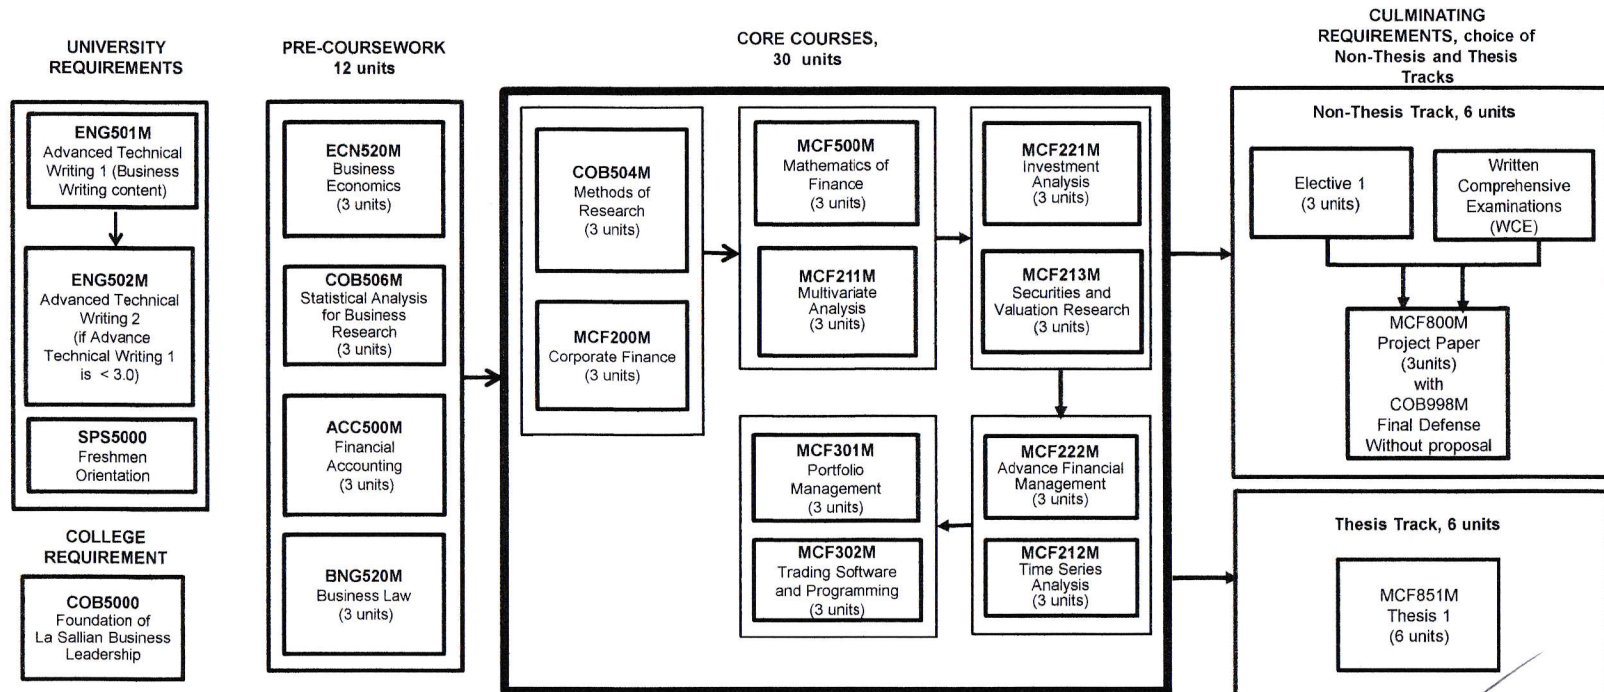 UNIVERSITY
REQUIREMENTS
ENG501M
Advanced Technical
Writing 1 (Business
Writing content)
ENG502M
Advanced Technical
Writing 2
(if Advance
Technical Writing 1
is < 3.0)
SPS5000
Freshmen
Orientation
COLLEGE
REQUIREMENT
COB5000
Foundation of
La Sallian Business
Leadership
PRE-COURSEWORK
12 units
ECN520M
Business
Economics
(3 units)
COB506M
Statistical Analysis
for Business
Research
(3 units)
ACC500M
Financial
Accounting
(3 units)
BNG520M
Business Law
(3 units)
CORE COURSES,
30 units
COB504M
Methods of
Research
(3 units)
MCF200M
Corporate Finance
(3 units)
MCF500M
Mathematics of
Finance
(3 units)
MCF211M
Multivariate
Analysis
(3 units)
MCF221M
Investment
Analysis
(3 units)
MCF213M
Securities and
Valuation Research
(3 units)
MCF301M
Portfolio
Management
(3 units)
MCF302M
Trading Software
and Programming
(3 units)
MCF222M
Advance Financial
Management
(3 units)
MCF212M
Time Series
Analysis
(3 units)
CULMINATING
REQUIREMENTS, choice of
Non-Thesis and Thesis
Tracks
Non-Thesis Track, 6 units
Elective 1
(3 units)
Written
Comprehensive
Examinations
(WCE)
MCF800M
Project Paper
(3units)
with
COB998M
Final Defense
Without proposal
Thesis Track, 6 units
MCF851M
Thesis 1
(6 units)